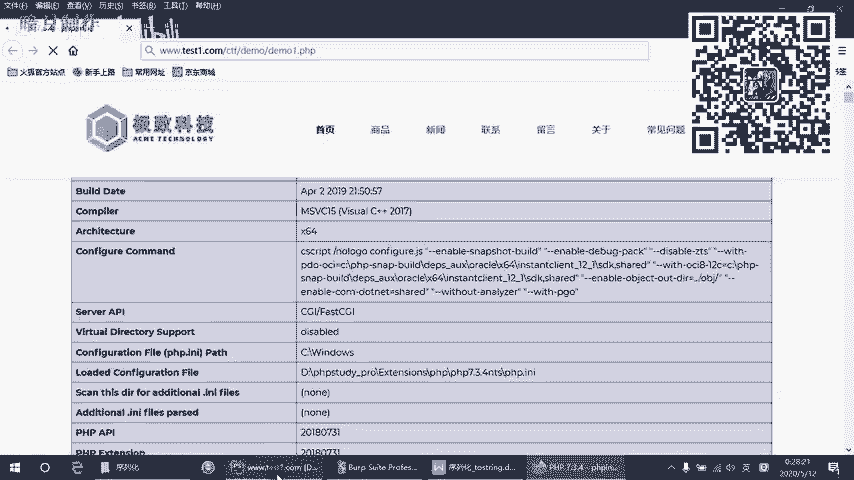 文件(F) 编辑(E) 查看(V) 历史(S) 书签(B) 工具(T) 帮助(H)
www.test1.com/ctf/demo/demo1.php
火狐官方站点 新手上路 常用网址 京东商城
极致科技
ACME TECHNOLOGY
首页 商品 新闻 联系 留言 关于 常见问题
Build Date Apr 2 2019 21:50:57
Compiler MSVC15 (Visual C++ 2017)
Architecture x64
Configure Command cscript /nologo configure.js "--enable-snapshot-build" "--enable-debug-pack" "--disable-zts" "--with-
pdo-oci=c:\php-snap-build\deps_aux\oracle\x64\instantclient_12_1\sdk,shared" "--with-oci8-12c=c:\php-
snap-build\deps_aux\oracle\x64\instantclient_12_1\sdk,shared" "--enable-object-out-dir=../obj/" "--
enable-com-dotnet=shared" "--without-analyzer" "--with-pgo"
Server API CGI/FastCGI
Virtual Directory Support disabled
Configuration File (php.ini) Path C:\Windows
Loaded Configuration File D:\phpstudy_pro\Extensions\php\php7.3.4nts\php.ini
Scan this dir for additional .ini files (none)
Additional .ini files parsed (none)
PHP API 20180731
PHP Extension 20180731
序列化 www.test1.com (D... Burp Suite Profes... 序列化_tostring.d... PHP 7.3.4 - phpin... 英 0:28:21
2020/5/12